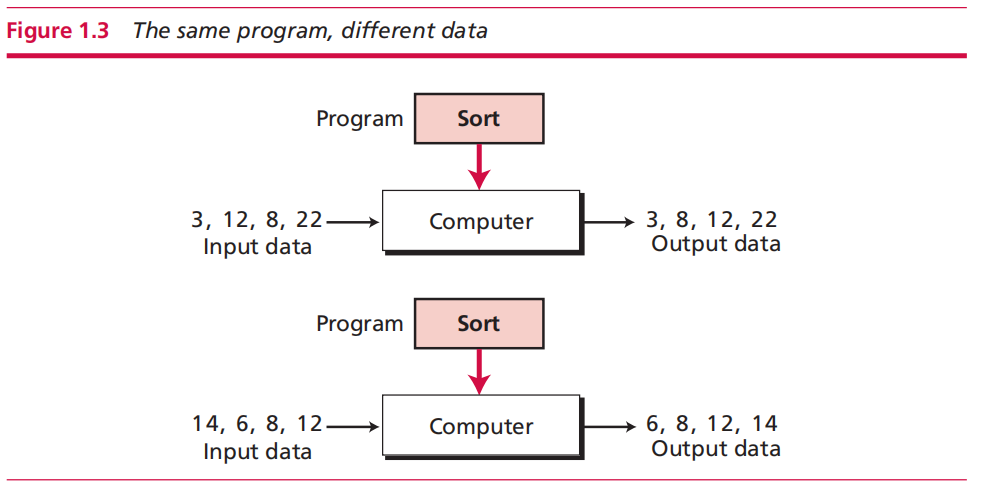 Figure 1.3 The same program, different data
Program Sort
3, 12, 8, 22 Computer 3, 8, 12, 22
Input data Output data
Program Sort
14, 6, 8, 12 Computer 6, 8, 12, 14
Input data Output data